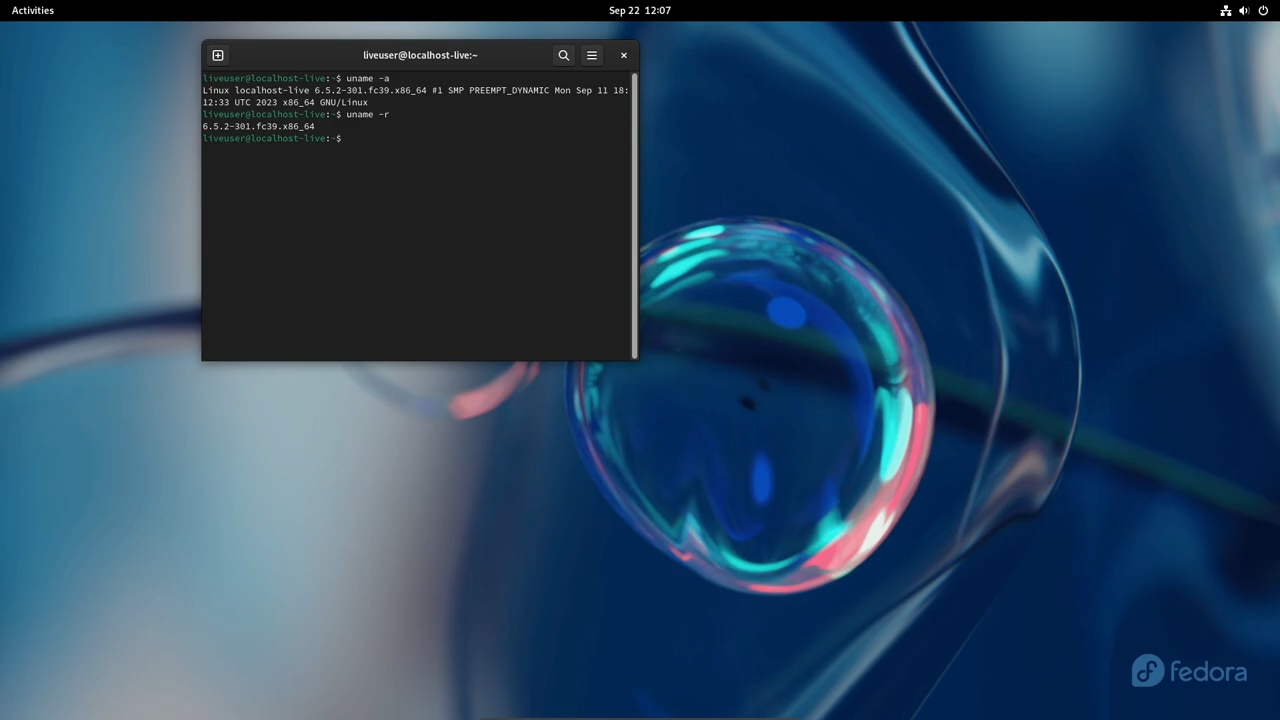 Activities
Sep 22 12:07
liveuser@localhost-live:~
liveuser@localhost-live:~$ uname -a
Linux localhost-live 6.5.2-301.fc39.x86_64 #1 SMP PREEMPT_DYNAMIC Mon Sep 11 18:
12:33 UTC 2023 x86_64 GNU/Linux
liveuser@localhost-live:~$ uname -r
6.5.2-301.fc39.x86_64
liveuser@localhost-live:~$
fedora